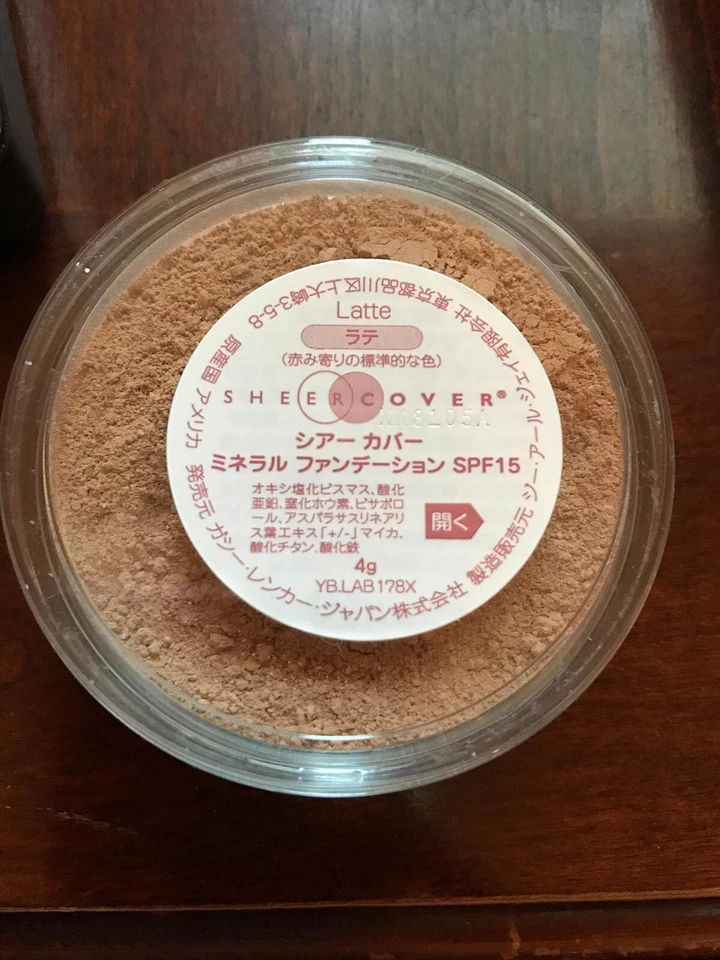 Latte
ラテ
(赤み寄りの標準的な色)
SHEERCOVER®
シアー カバー
ミネラル ファンデーション SPF15
オキシ塩化ビスマス、酸化
亜鉛、窒化ホウ素、ビサボロ
ール、アスパラサスリネアリ
ス葉エキス「+/-」マイカ、
酸化チタン、酸化鉄
開く
4g
YB.LAB178X
原産国 アメリカ 発売元 ガシー・レンカー・ジャパン株式会社 製造販売元 シー・アール・ジェイ有限会社 東京都品川区上大崎3-5-8